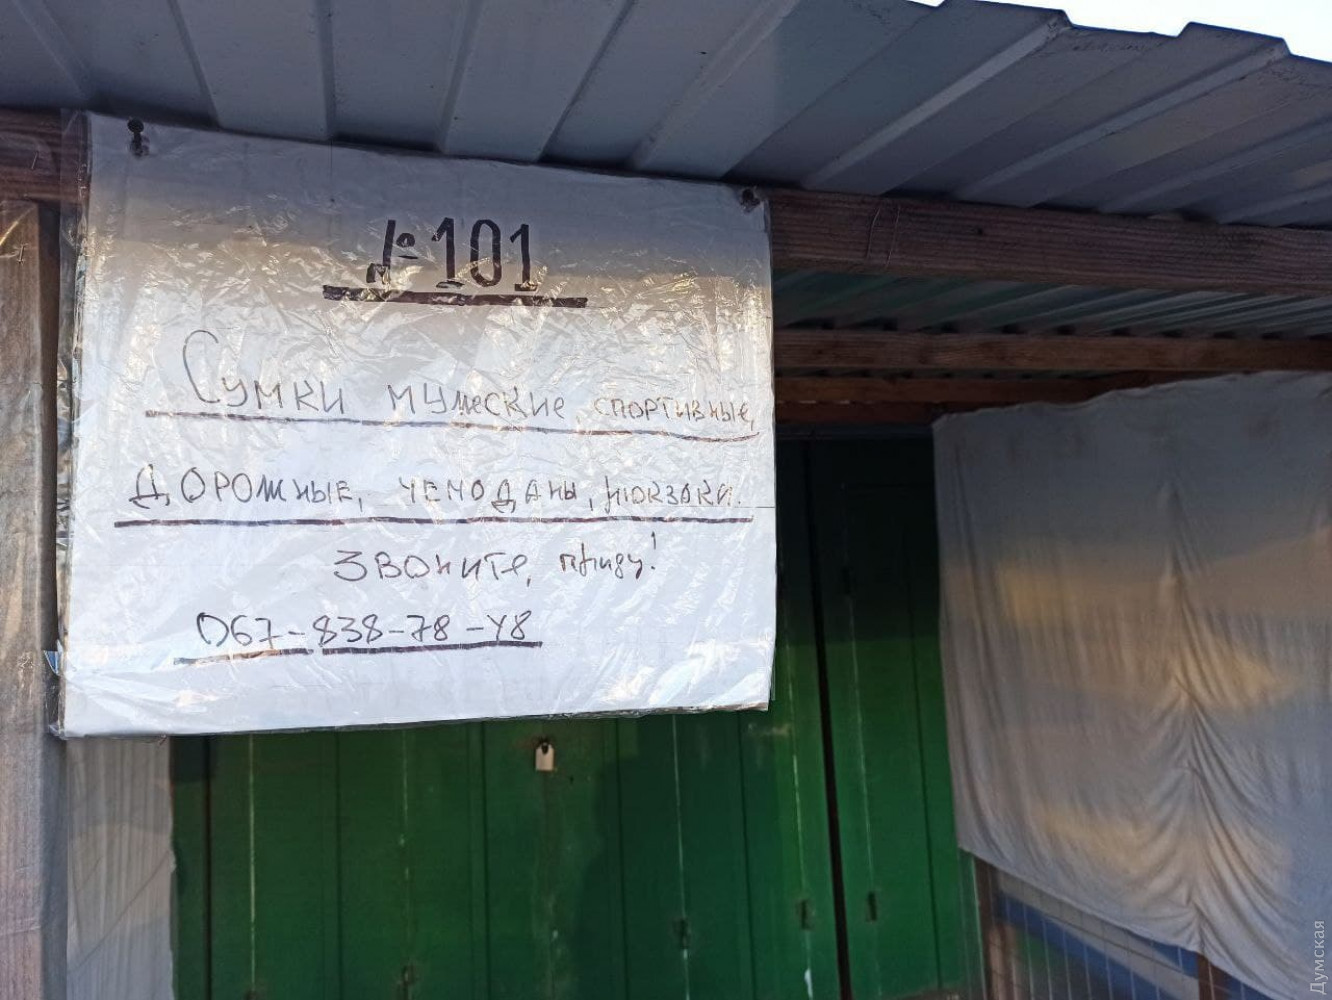 №101
Сумки мужские спортивные,
дорожные, чемоданы, рюкзаки.
Звоните, приду!
067-838-78-48
Думская